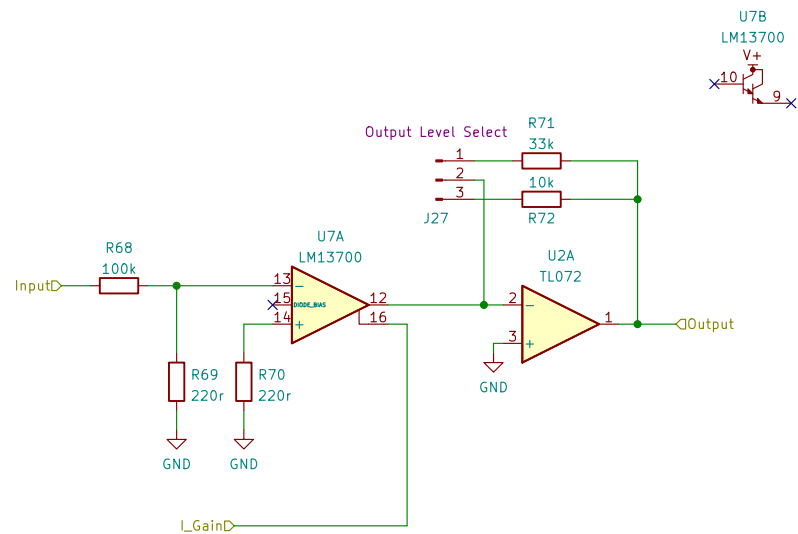 U7B
LM13700
V+
10
9
Output Level Select
R71
33k
1
2
10k
3
R72
J27
U7A
LM13700
R68
100k
Input
13
15
DIODE_BIAS
12
14
16
U2A
TL072
2
1
Output
3
GND
R69
220r
R70
220r
GND
GND
I_Gain